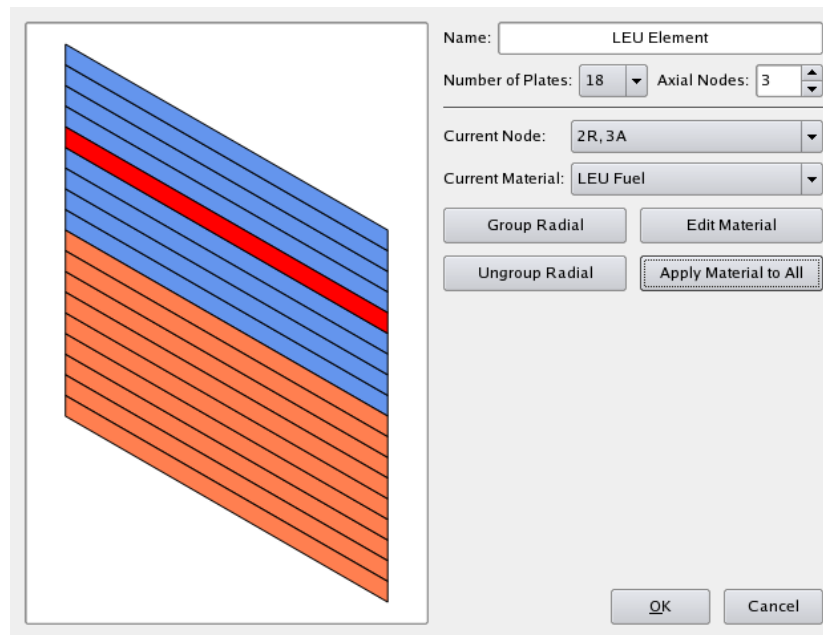 Name: LEU Element
Number of Plates: 18 Axial Nodes: 3
Current Node: 2R,3A
Current Material: LEU Fuel
Group Radial Edit Material
Ungroup Radial Apply Material to All
OK Cancel